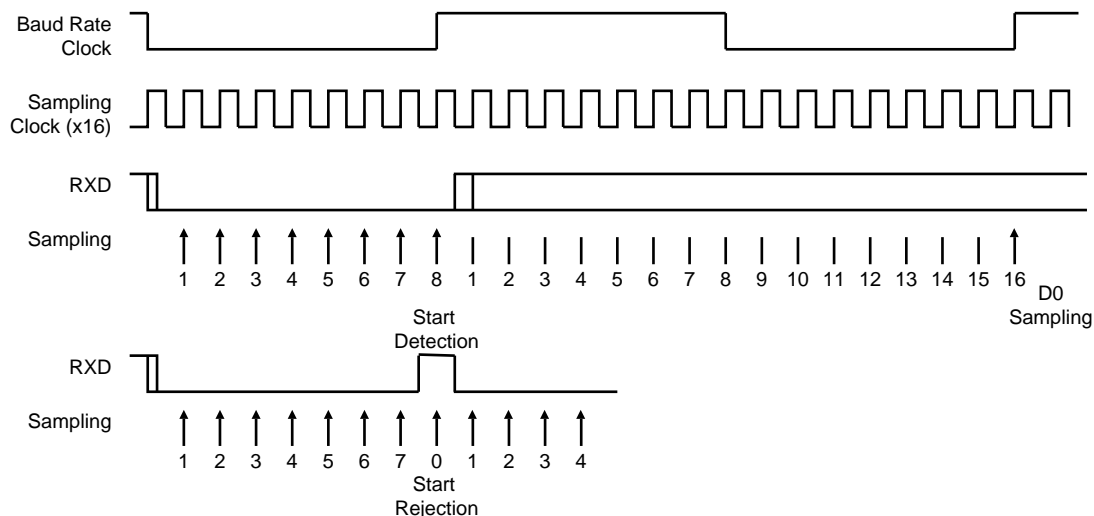 Baud Rate
Clock
Sampling
Clock (x16)
RXD
Sampling
1 2 3 4 5 6 7 8 1 2 3 4 5 6 7 8 9 10 11 12 13 14 15 16
D0
Sampling
Start
Detection
RXD
Sampling
1 2 3 4 5 6 7 0 1 2 3 4
Start
Rejection